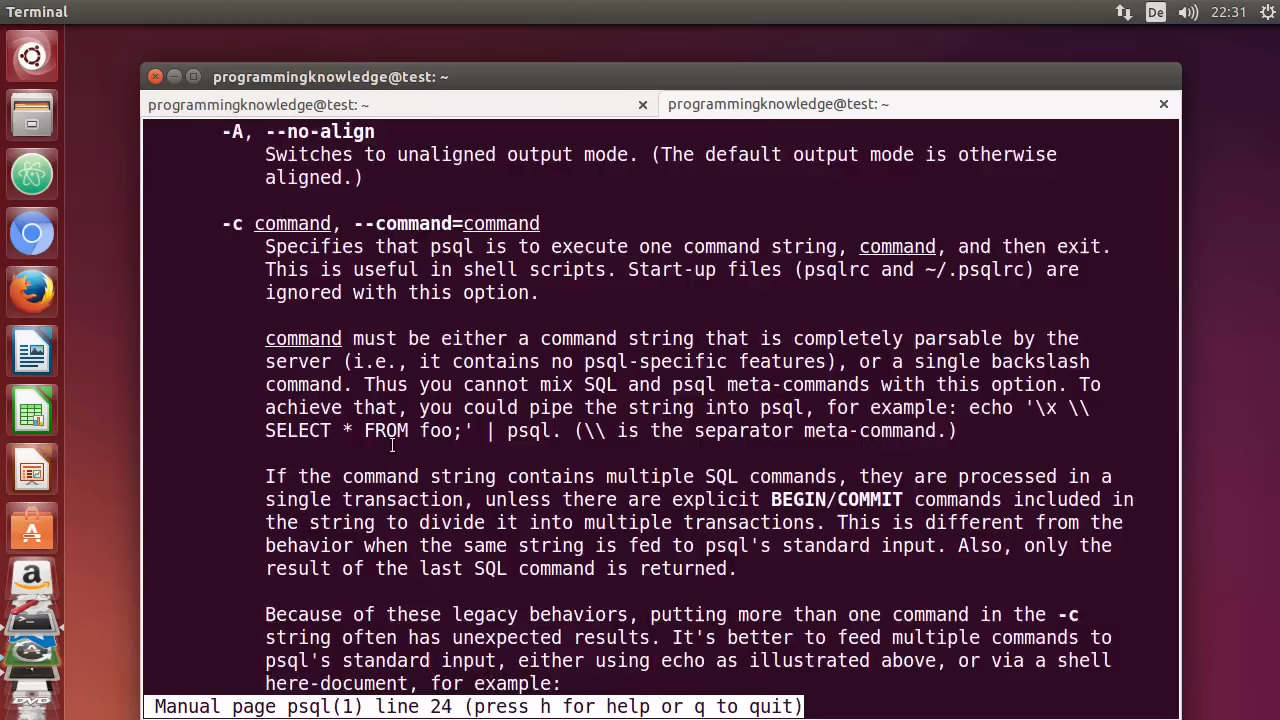 Terminal
De
22:31
programmingknowledge@test: ~
programmingknowledge@test: ~
programmingknowledge@test: ~
-A, --no-align
Switches to unaligned output mode. (The default output mode is otherwise
aligned.)
-c command, --command=command
Specifies that psql is to execute one command string, command, and then exit.
This is useful in shell scripts. Start-up files (psqlrc and ~/.psqlrc) are
ignored with this option.
command must be either a command string that is completely parsable by the
server (i.e., it contains no psql-specific features), or a single backslash
command. Thus you cannot mix SQL and psql meta-commands with this option. To
achieve that, you could pipe the string into psql, for example: echo '\x \\
SELECT * FROM foo;' | psql. (\\ is the separator meta-command.)
If the command string contains multiple SQL commands, they are processed in a
single transaction, unless there are explicit BEGIN/COMMIT commands included in
the string to divide it into multiple transactions. This is different from the
behavior when the same string is fed to psql's standard input. Also, only the
result of the last SQL command is returned.
Because of these legacy behaviors, putting more than one command in the -c
string often has unexpected results. It's better to feed multiple commands to
psql's standard input, either using echo as illustrated above, or via a shell
here-document, for example:
Manual page psql(1) line 24 (press h for help or q to quit)